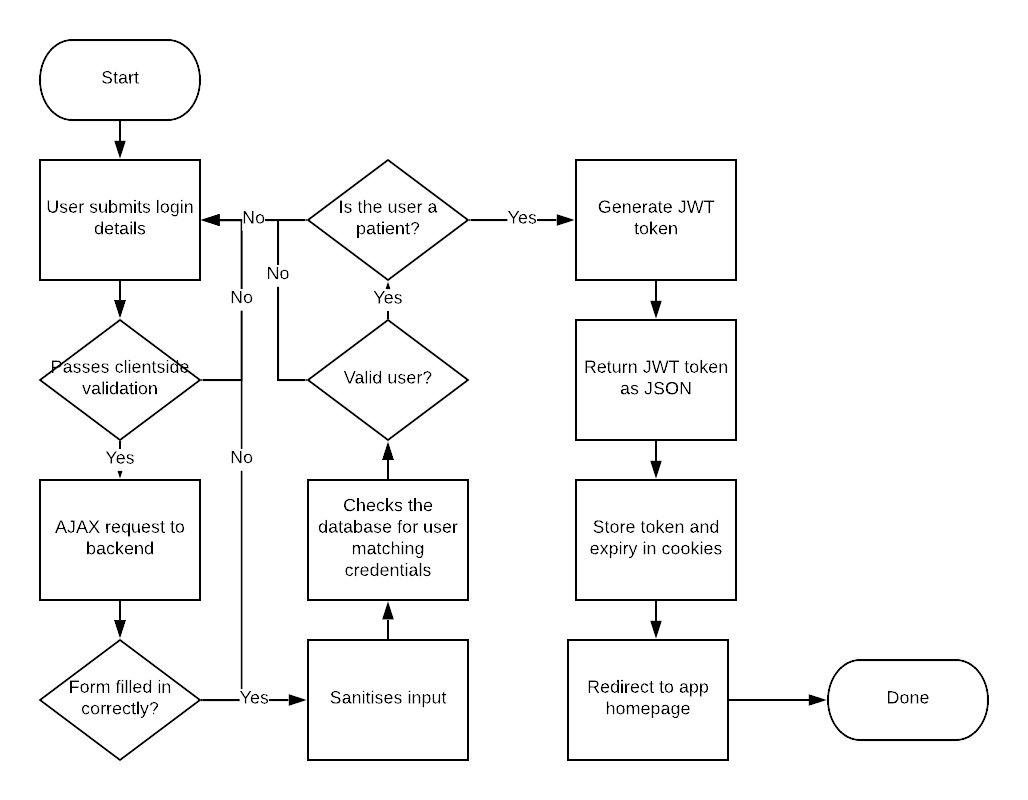 Start
User submits login
details
Passes clientside
validation
Yes
No
AJAX request to
backend
Form filled in
correctly?
No
Yes
Sanitises input
Checks the
database for user
matching
credentials
Valid user?
No
Yes
Is the user a
patient?
No
Yes
Generate JWT
token
Return JWT token
as JSON
Store token and
expiry in cookies
Redirect to app
homepage
Done